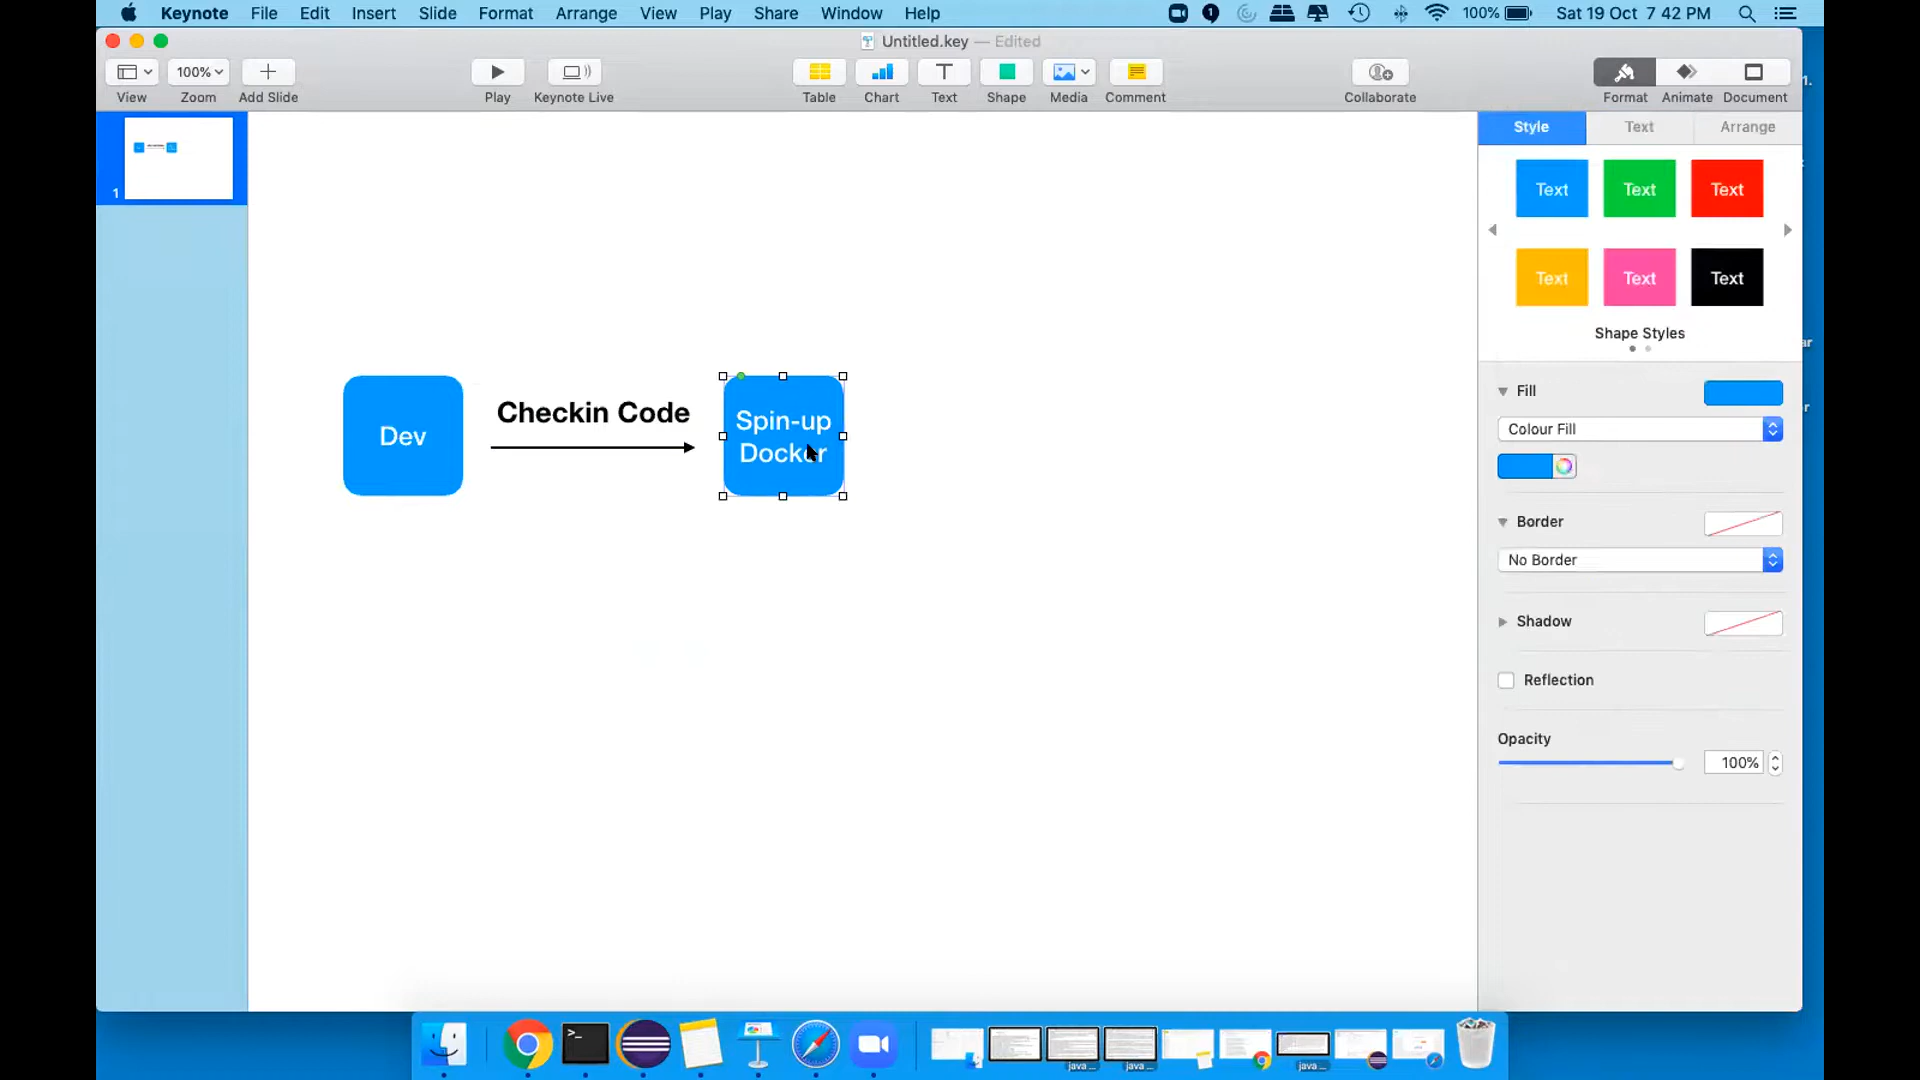 Keynote File Edit Insert Slide Format Arrange View Play Share Window Help 100% Sat 19 Oct 7 42 PM
Untitled.key — Edited
100%
View Zoom Add Slide Play Keynote Live Table Chart Text Shape Media Comment Collaborate Format Animate Document
1
Style Text Arrange
Text Text Text
Text Text Text
Shape Styles
Fill
Colour Fill
Border
No Border
Shadow
Reflection
Opacity
100%
Dev
Checkin Code
Spin-up
Docker
java ...
java ...
java ...